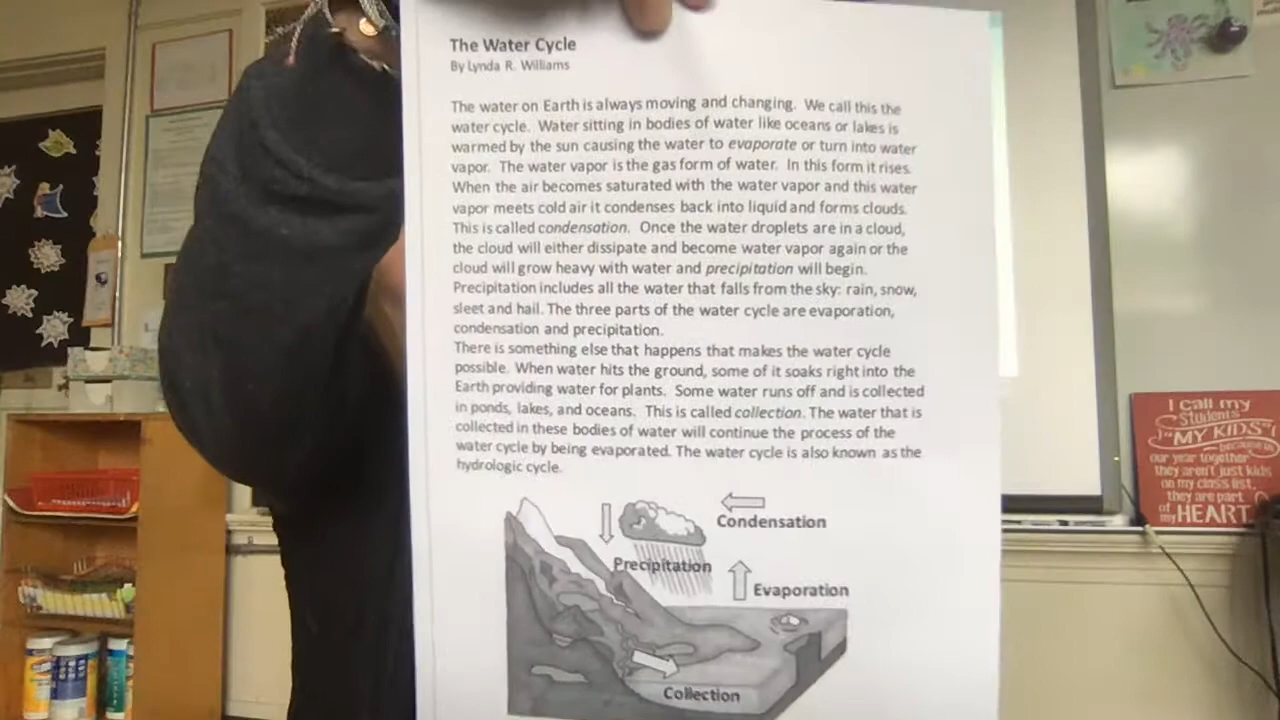 The Water Cycle
By Lynda R. Williams
The water on Earth is always moving and changing. We call this the
water cycle. Water sitting in bodies of water like oceans or lakes is
warmed by the sun causing the water to evaporate or turn into water
vapor. The water vapor is the gas form of water. In this form it rises.
When the air becomes saturated with the water vapor and this water
vapor meets cold air it condenses back into liquid and forms clouds.
This is called condensation. Once the water droplets are in a cloud,
the cloud will either dissipate and become water vapor again or the
cloud will grow heavy with water and precipitation will begin.
Precipitation includes all the water that falls from the sky: rain, snow,
sleet and hail. The three parts of the water cycle are evaporation,
condensation and precipitation.
There is something else that happens that makes the water cycle
possible. When water hits the ground, some of it soaks right into the
Earth providing water for plants. Some water runs off and is collected
in ponds, lakes, and oceans. This is called collection. The water that is
collected in these bodies of water will continue the process of the
water cycle by being evaporated. The water cycle is also known as the
hydrologic cycle.
Condensation
Precipitation
Evaporation
Collection
I call my
Students
"MY KIDS"
because in
our year together
they aren't just kids
on my class list,
they are part
of my HEART